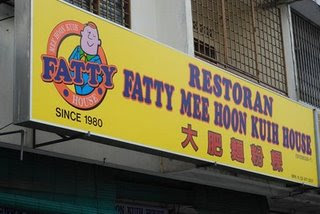 MEE HOON KUIH
FATTY
HOUSE
SINCE 1980
RESTORAN
FATTY MEE HOON KUIH HOUSE
大肥麵粉粿